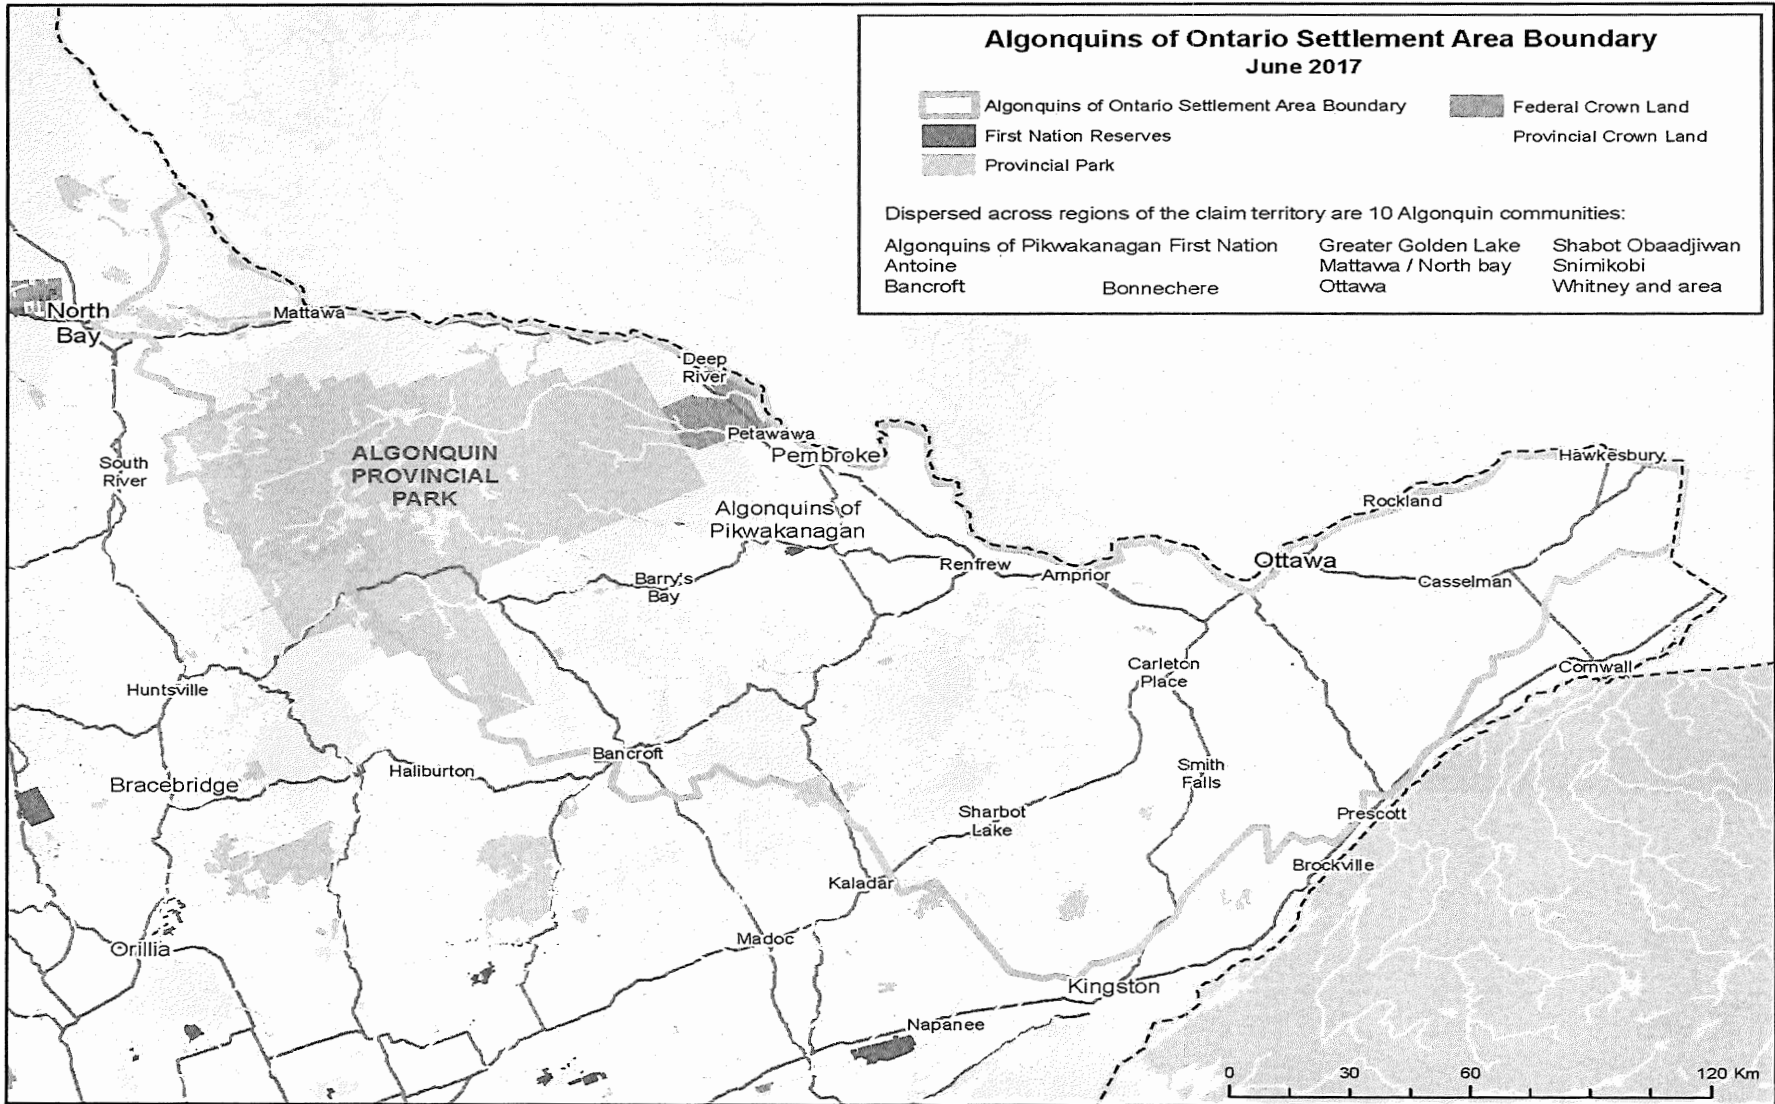 Algonquins of Ontario Settlement Area Boundary
June 2017
Algonquins of Ontario Settlement Area Boundary
Federal Crown Land
First Nation Reserves
Provincial Crown Land
Provincial Park
Dispersed across regions of the claim territory are 10 Algonquin communities:
Algonquins of Pikwakanagan First Nation Greater Golden Lake Shabot Obaadjiwan
Antoine Mattawa / North bay Snimikobi
Bancroft Bonnechere Ottawa Whitney and area
North
Bay
Mattawa
Deep
River
Petawawa
Pembroke
ALGONQUIN
PROVINCIAL
PARK
South
River
Hawkesbury
Rockland
Algonquins of
Pikwakanagan
Ottawa
Renfrew
Arnprior
Casselman
Barry's
Bay
Carleton
Place
Cornwall
Huntsville
Bancroft
Haliburton
Bracebridge
Smith
Falls
Sharbot
Lake
Prescott
Brockville
Kaladar
Madoc
Orillia
Kingston
Napanee
0 30 60 120 Km